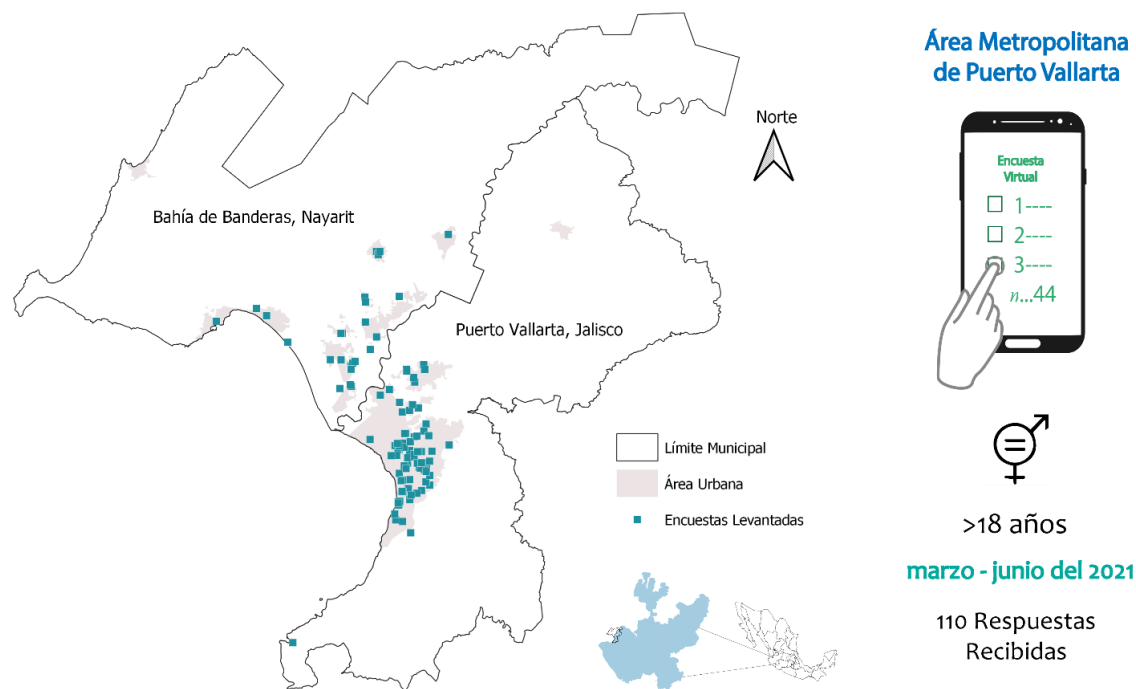 Norte
Bahía de Banderas, Nayarit
Puerto Vallarta, Jalisco
Límite Municipal
Área Urbana
Encuestas Levantadas
Área Metropolitana
de Puerto Vallarta
Encuesta
Virtual
1----
2----
3----
n...44
>18 años
marzo - junio del 2021
110 Respuestas
Recibidas